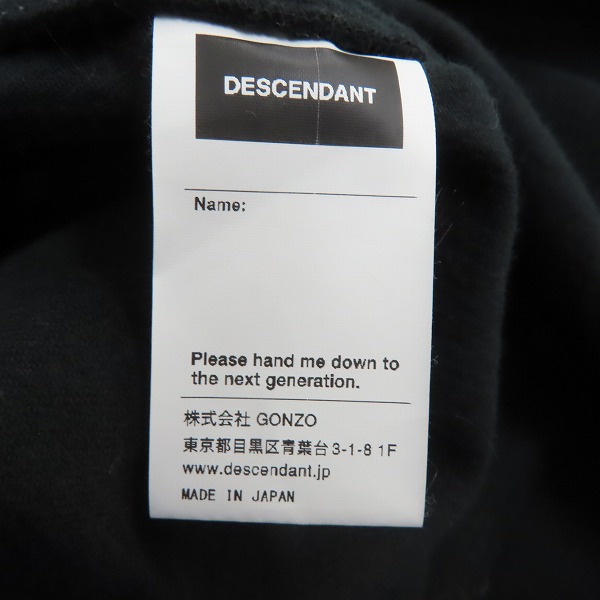 DESCENDANT
Name:
Please hand me down to
the next generation.
株式会社 GONZO
東京都目黒区青葉台3-1-8 1F
www.descendant.jp
MADE IN JAPAN